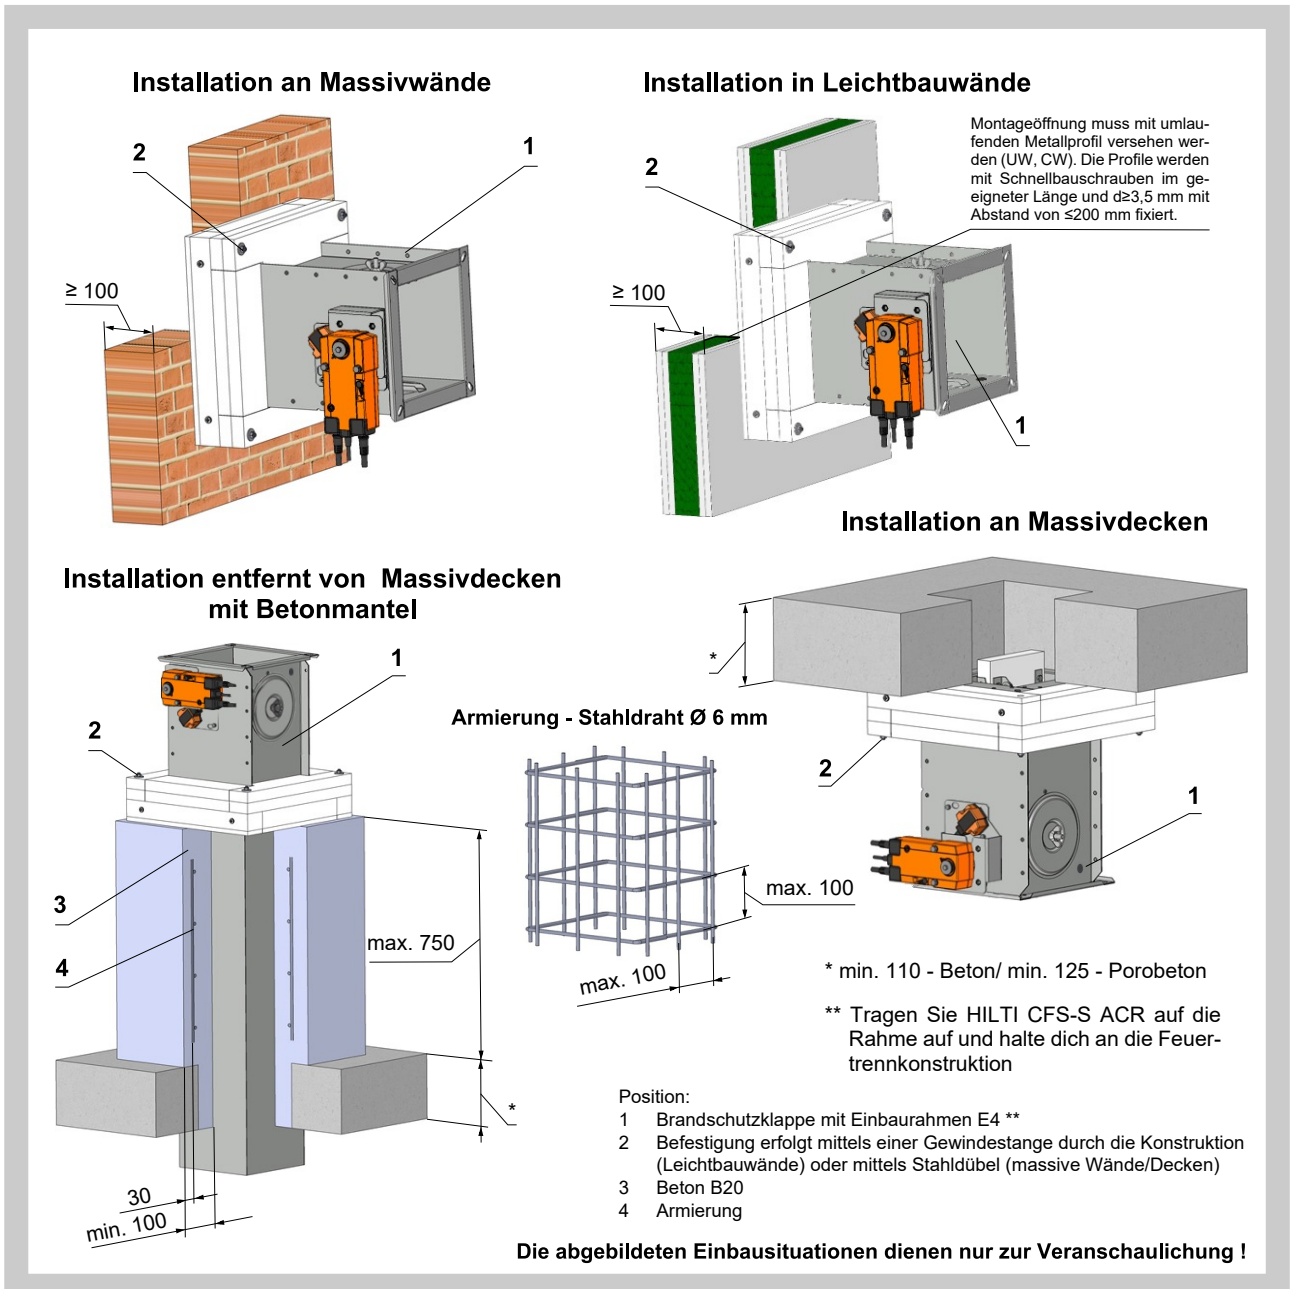 Installation an Massivwände
2
1
≥ 100
Installation in Leichtbauwände
Montageöffnung muss mit umlau-
fenden Metallprofil versehen wer-
den (UW, CW). Die Profile werden
mit Schnellbauschrauben im ge-
eigneter Länge und d≥3,5 mm mit
Abstand von ≤200 mm fixiert.
2
≥ 100
1
Installation entfernt von Massivdecken
mit Betonmantel
1
2
3
4
max. 750
*
30
min. 100
Armierung - Stahldraht Ø 6 mm
max. 100
max. 100
Installation an Massivdecken
*
2
1
* min. 110 - Beton/ min. 125 - Porobeton
** Tragen Sie HILTI CFS-S ACR auf die
Rahme auf und halte dich an die Feuer-
trennkonstruktion
Position:
1 Brandschutzklappe mit Einbaurahmen E4 **
2 Befestigung erfolgt mittels einer Gewindestange durch die Konstruktion
(Leichtbauwände) oder mittels Stahldübel (massive Wände/Decken)
3 Beton B20
4 Armierung
Die abgebildeten Einbausituationen dienen nur zur Veranschaulichung !